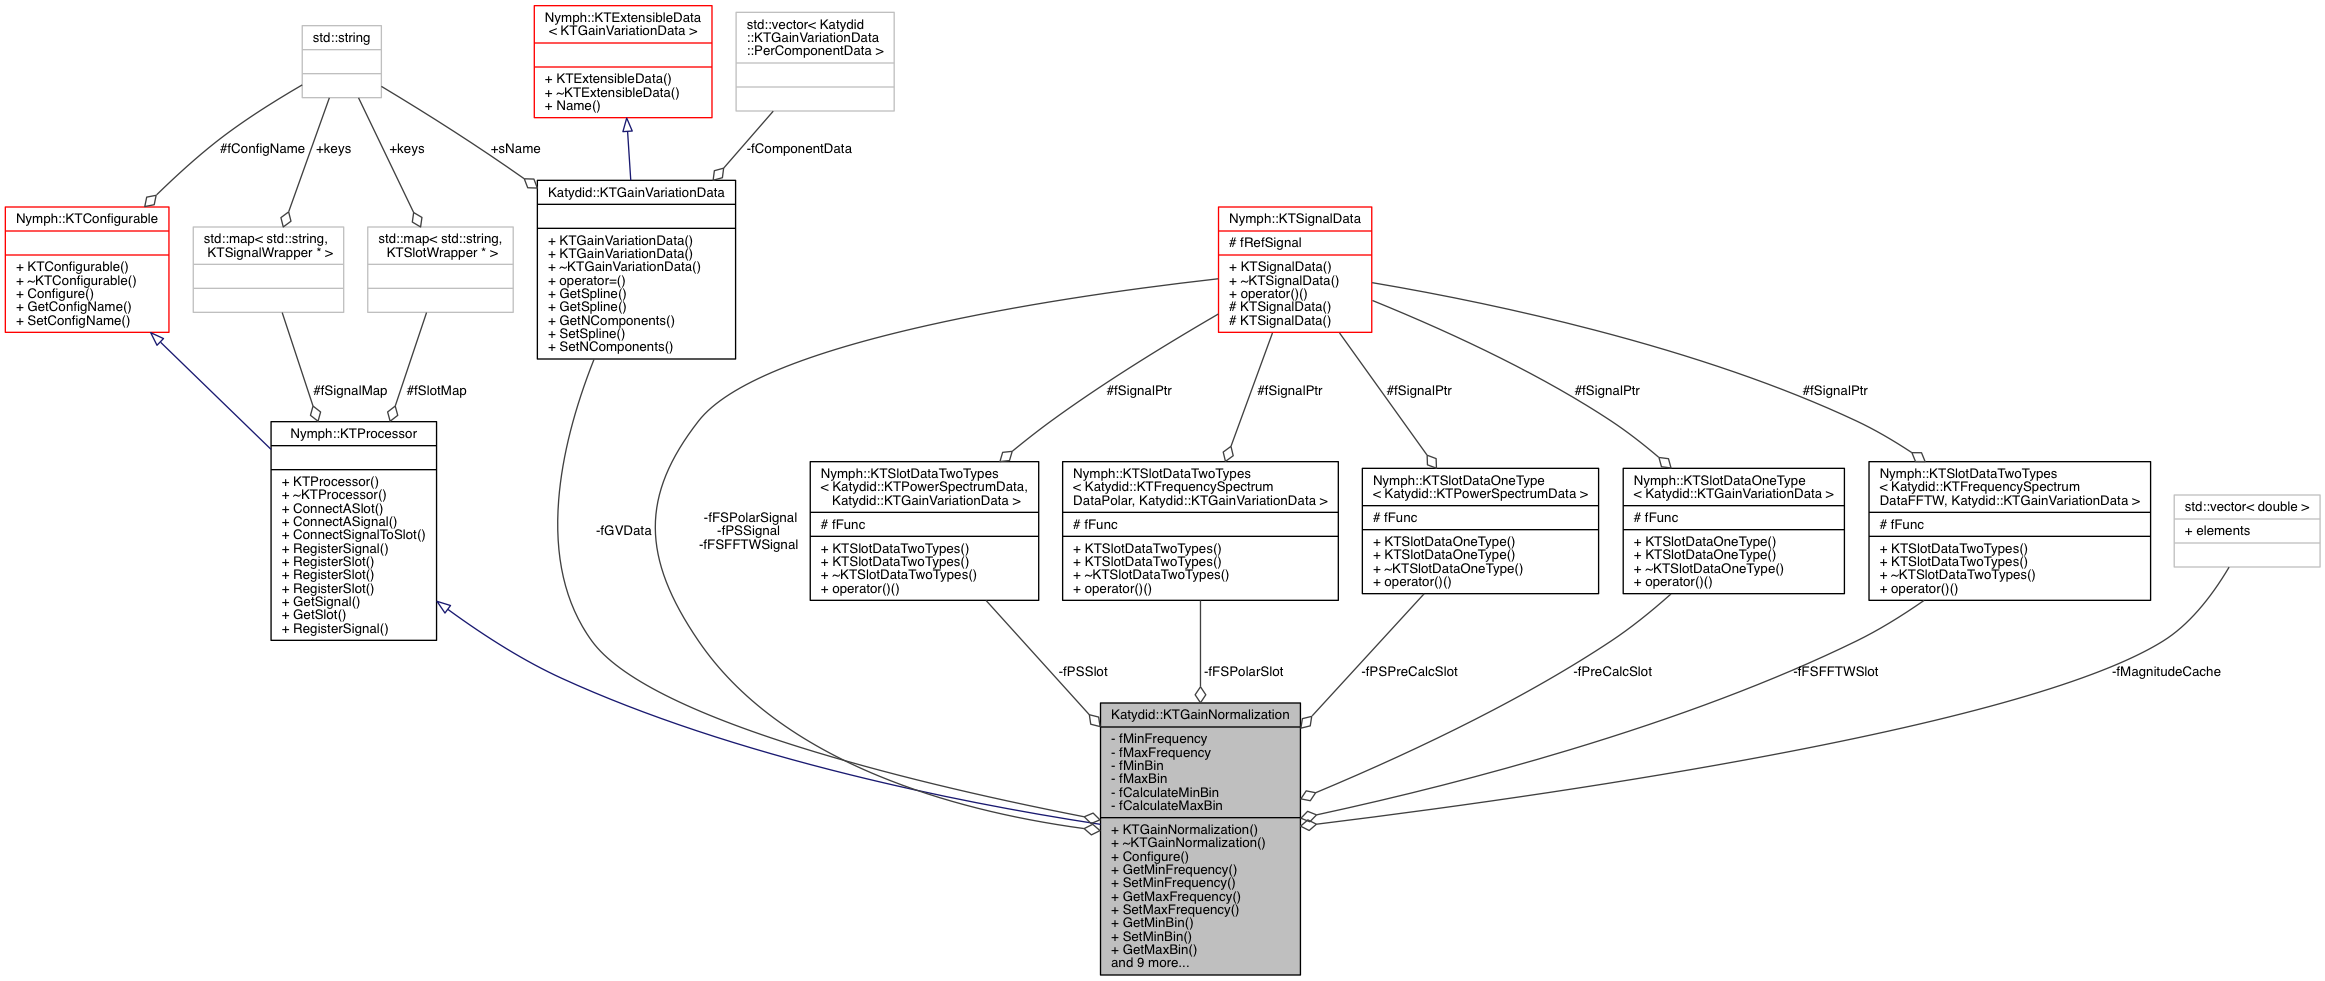 std::string
Nymph::KTExtensibleData
< KTGainVariationData >
+ KTExtensibleData()
+ ~KTExtensibleData()
+ Name()
std::vector< Katydid
::KTGainVariationData
::PerComponentData >
#fConfigName
+keys
+keys
+sName
-fComponentData
Nymph::KTConfigurable
+ KTConfigurable()
+ ~KTConfigurable()
+ Configure()
+ GetConfigName()
+ SetConfigName()
std::map< std::string,
KTSignalWrapper * >
std::map< std::string,
KTSlotWrapper * >
Katydid::KTGainVariationData
+ KTGainVariationData()
+ KTGainVariationData()
+ ~KTGainVariationData()
+ operator=()
+ GetSpline()
+ GetSpline()
+ GetNComponents()
+ SetSpline()
+ SetNComponents()
Nymph::KTSignalData
# fRefSignal
+ KTSignalData()
+ ~KTSignalData()
+ operator()()
# KTSignalData()
# KTSignalData()
#fSignalMap
#fSlotMap
#fSignalPtr
#fSignalPtr
#fSignalPtr
#fSignalPtr
#fSignalPtr
Nymph::KTProcessor
+ KTProcessor()
+ ~KTProcessor()
+ ConnectASlot()
+ ConnectASignal()
+ ConnectSignalToSlot()
+ RegisterSignal()
+ RegisterSlot()
+ RegisterSlot()
+ RegisterSlot()
+ GetSignal()
+ GetSlot()
+ RegisterSignal()
-fGVData
-fFSPolarSignal
-fPSSignal
-fFSFFTWSignal
Nymph::KTSlotDataTwoTypes
< Katydid::KTPowerSpectrumData,
Katydid::KTGainVariationData >
# fFunc
+ KTSlotDataTwoTypes()
+ KTSlotDataTwoTypes()
+ ~KTSlotDataTwoTypes()
+ operator()()
Nymph::KTSlotDataTwoTypes
< Katydid::KTFrequencySpectrum
DataPolar, Katydid::KTGainVariationData >
# fFunc
+ KTSlotDataTwoTypes()
+ KTSlotDataTwoTypes()
+ ~KTSlotDataTwoTypes()
+ operator()()
Nymph::KTSlotDataOneType
< Katydid::KTPowerSpectrumData >
# fFunc
+ KTSlotDataOneType()
+ KTSlotDataOneType()
+ ~KTSlotDataOneType()
+ operator()()
Nymph::KTSlotDataOneType
< Katydid::KTGainVariationData >
# fFunc
+ KTSlotDataOneType()
+ KTSlotDataOneType()
+ ~KTSlotDataOneType()
+ operator()()
Nymph::KTSlotDataTwoTypes
< Katydid::KTFrequencySpectrum
DataFFTW, Katydid::KTGainVariationData >
# fFunc
+ KTSlotDataTwoTypes()
+ KTSlotDataTwoTypes()
+ ~KTSlotDataTwoTypes()
+ operator()()
std::vector< double >
+ elements
-fPSSlot
-fFSPolarSlot
-fPSPreCalcSlot
-fPreCalcSlot
-fFSFFTWSlot
-fMagnitudeCache
Katydid::KTGainNormalization
- fMinFrequency
- fMaxFrequency
- fMinBin
- fMaxBin
- fCalculateMinBin
- fCalculateMaxBin
+ KTGainNormalization()
+ ~KTGainNormalization()
+ Configure()
+ GetMinFrequency()
+ SetMinFrequency()
+ GetMaxFrequency()
+ SetMaxFrequency()
+ GetMinBin()
+ SetMinBin()
+ GetMaxBin()
and 9 more...